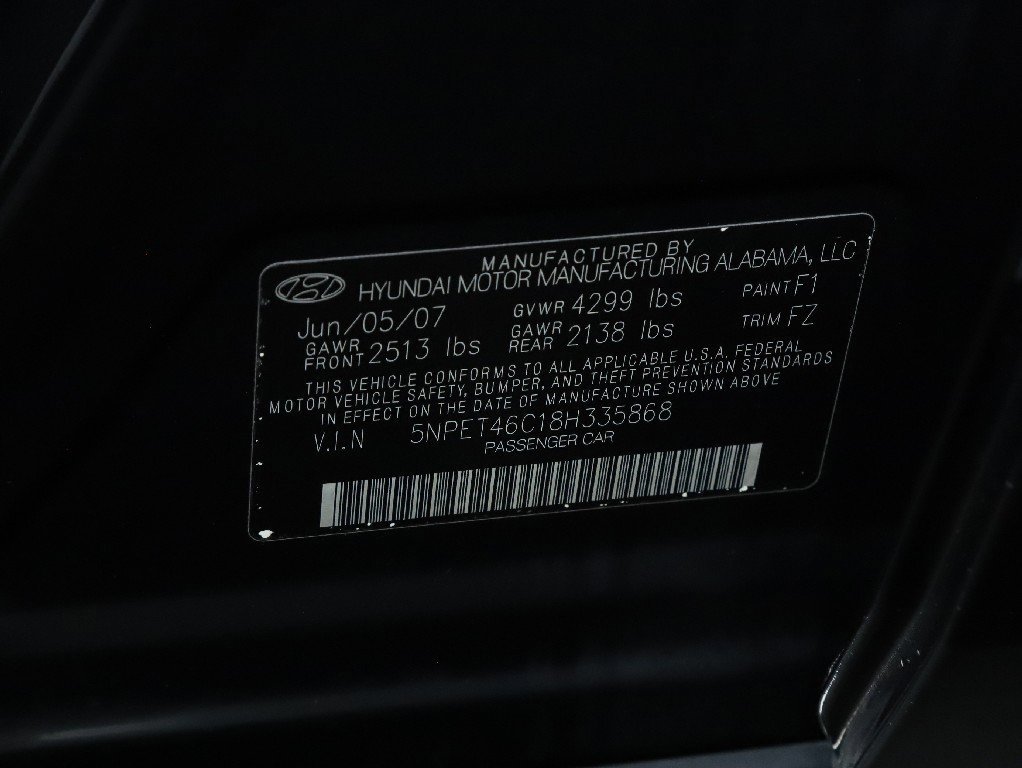 MANUFACTURED BY
HYUNDAI MOTOR MANUFACTURING ALABAMA, LLC
Jun/05/07 GVWR 4299 lbs PAINT F1
GAWR FRONT 2513 lbs GAWR REAR 2138 lbs TRIM FZ
THIS VEHICLE CONFORMS TO ALL APPLICABLE U.S.A. FEDERAL
MOTOR VEHICLE SAFETY, BUMPER, AND THEFT PREVENTION STANDARDS
IN EFFECT ON THE DATE OF MANUFACTURE SHOWN ABOVE
V.I.N 5NPET46C18H335868
PASSENGER CAR